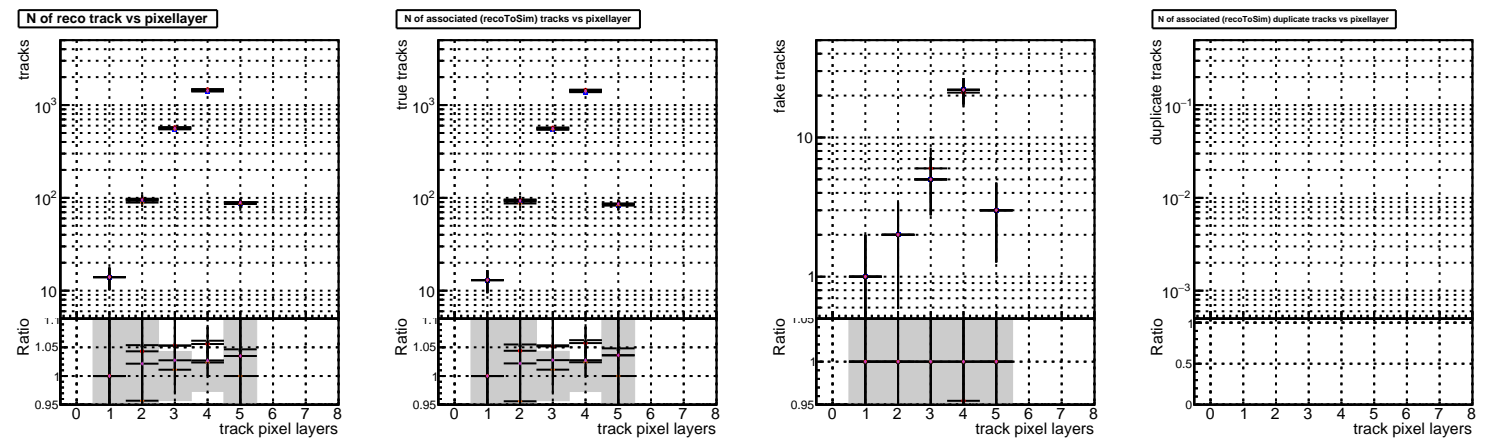 N of reco track vs pixellayer
tracks
10³
10²
10
Ratio
1.1
1.05
1
0.95
0 1 2 3 4 5 6 7 8
track pixel layers
N of associated (recoToSim) tracks vs pixellayer
true tracks
10³
10²
10
Ratio
1.1
1.05
1
0.95
0 1 2 3 4 5 6 7 8
track pixel layers
fake tracks
10
1
Ratio
1.05
1
0.95
0 1 2 3 4 5 6 7 8
track pixel layers
N of associated (recoToSim) duplicate tracks vs pixellayer
duplicate tracks
10⁻¹
10⁻²
10⁻³
Ratio
1
0.5
0
0 1 2 3 4 5 6 7 8
track pixel layers